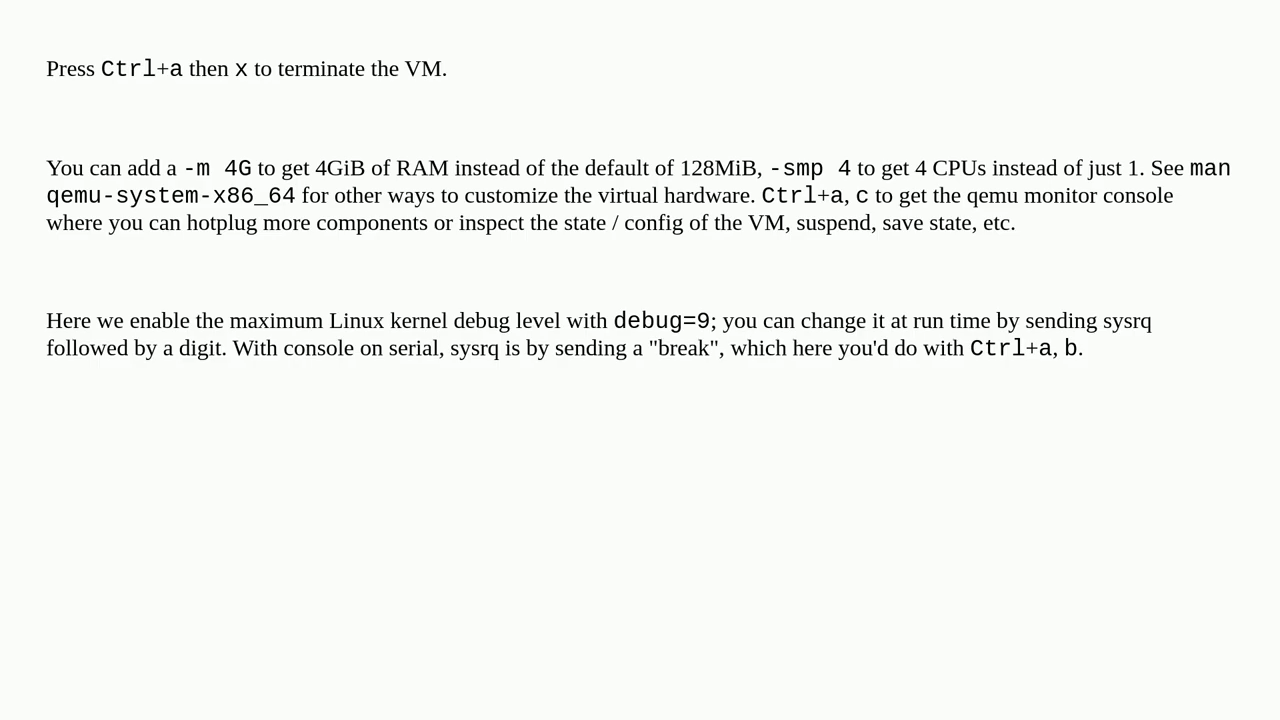 Press Ctrl+a then x to terminate the VM.
You can add a -m 4G to get 4GiB of RAM instead of the default of 128MiB, -smp 4 to get 4 CPUs instead of just 1. See man
qemu-system-x86_64 for other ways to customize the virtual hardware. Ctrl+a, c to get the qemu monitor console
where you can hotplug more components or inspect the state / config of the VM, suspend, save state, etc.
Here we enable the maximum Linux kernel debug level with debug=9; you can change it at run time by sending sysrq
followed by a digit. With console on serial, sysrq is by sending a "break", which here you'd do with Ctrl+a, b.